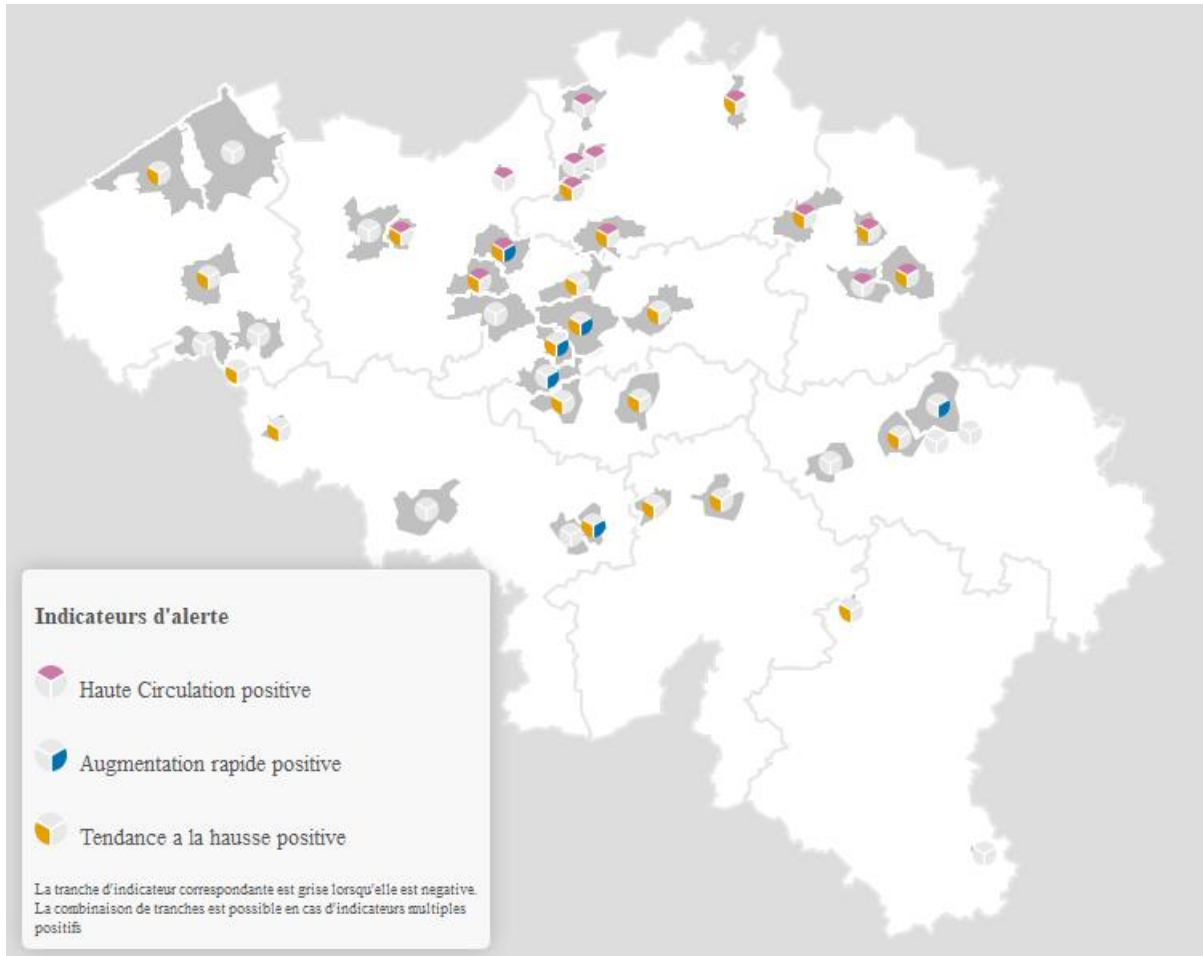 Indicateurs d'alerte
Haute Circulation positive
Augmentation rapide positive
Tendance a la hausse positive
La tranche d'indicateur correspondante est grise lorsqu'elle est negative.
La combinaison de tranches est possible en cas d'indicateurs multiples
positifs